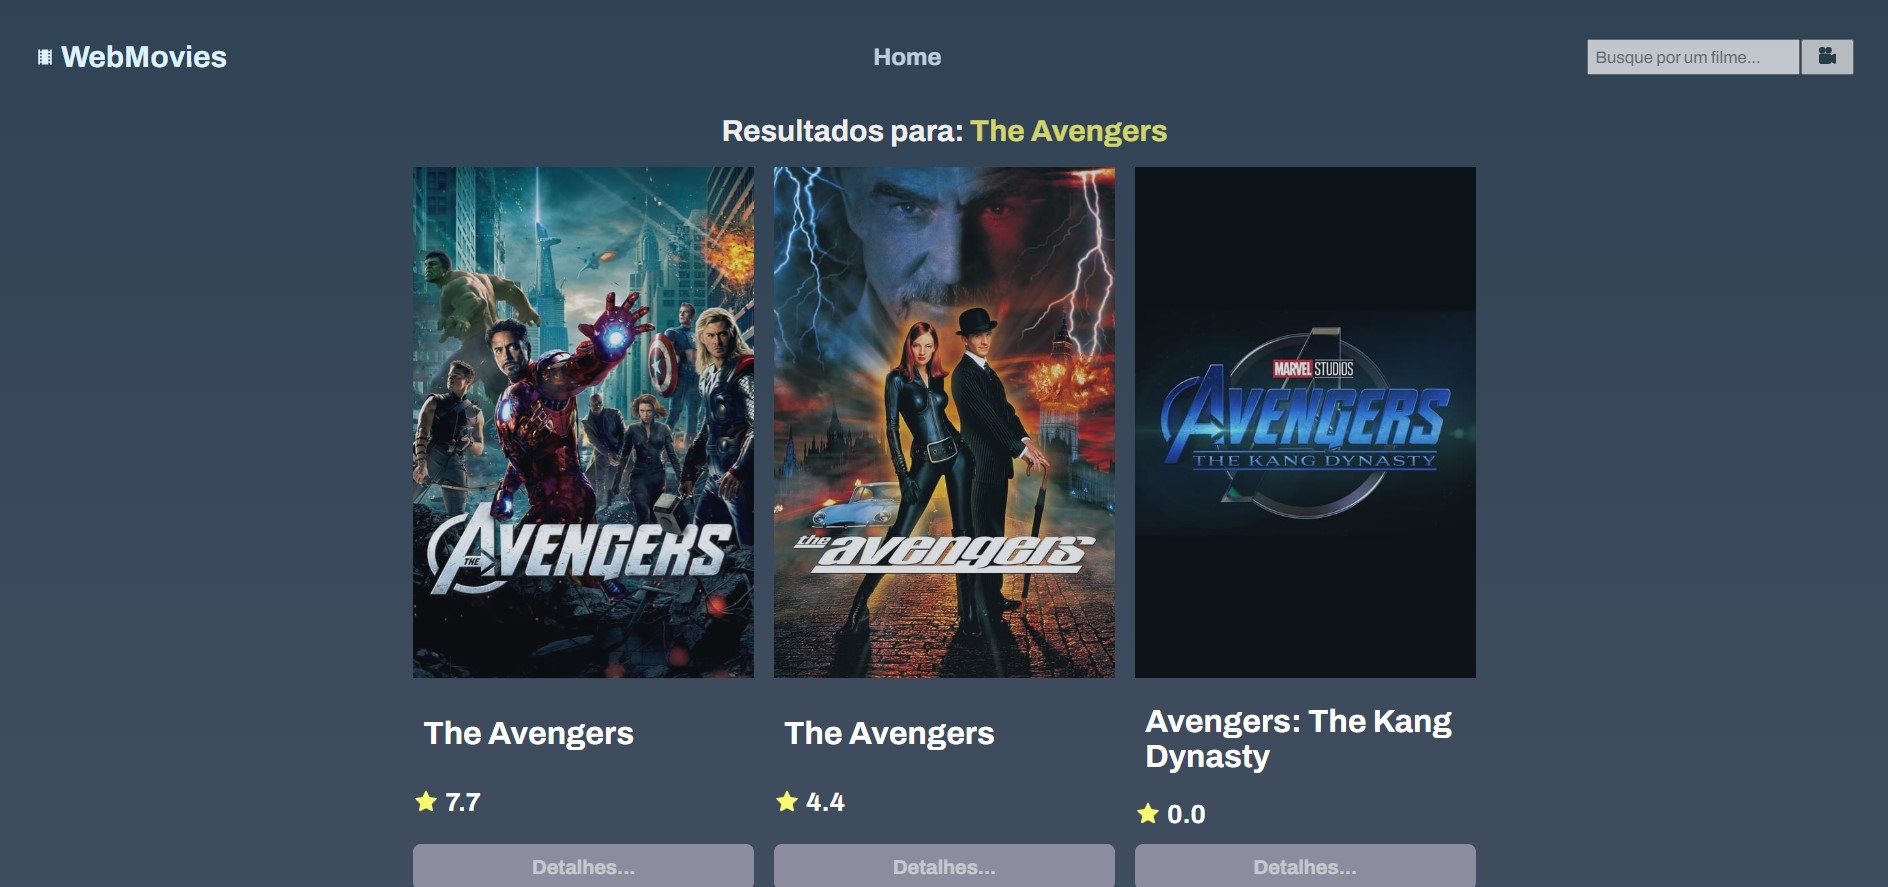 WebMovies
Home
Busque por um filme...
Resultados para: The Avengers
THE AVENGERS
the avengers
MARVEL STUDIOS
AVENGERS
THE KANG DYNASTY
The Avengers
7.7
Detalhes...
The Avengers
4.4
Detalhes...
Avengers: The Kang
Dynasty
0.0
Detalhes...